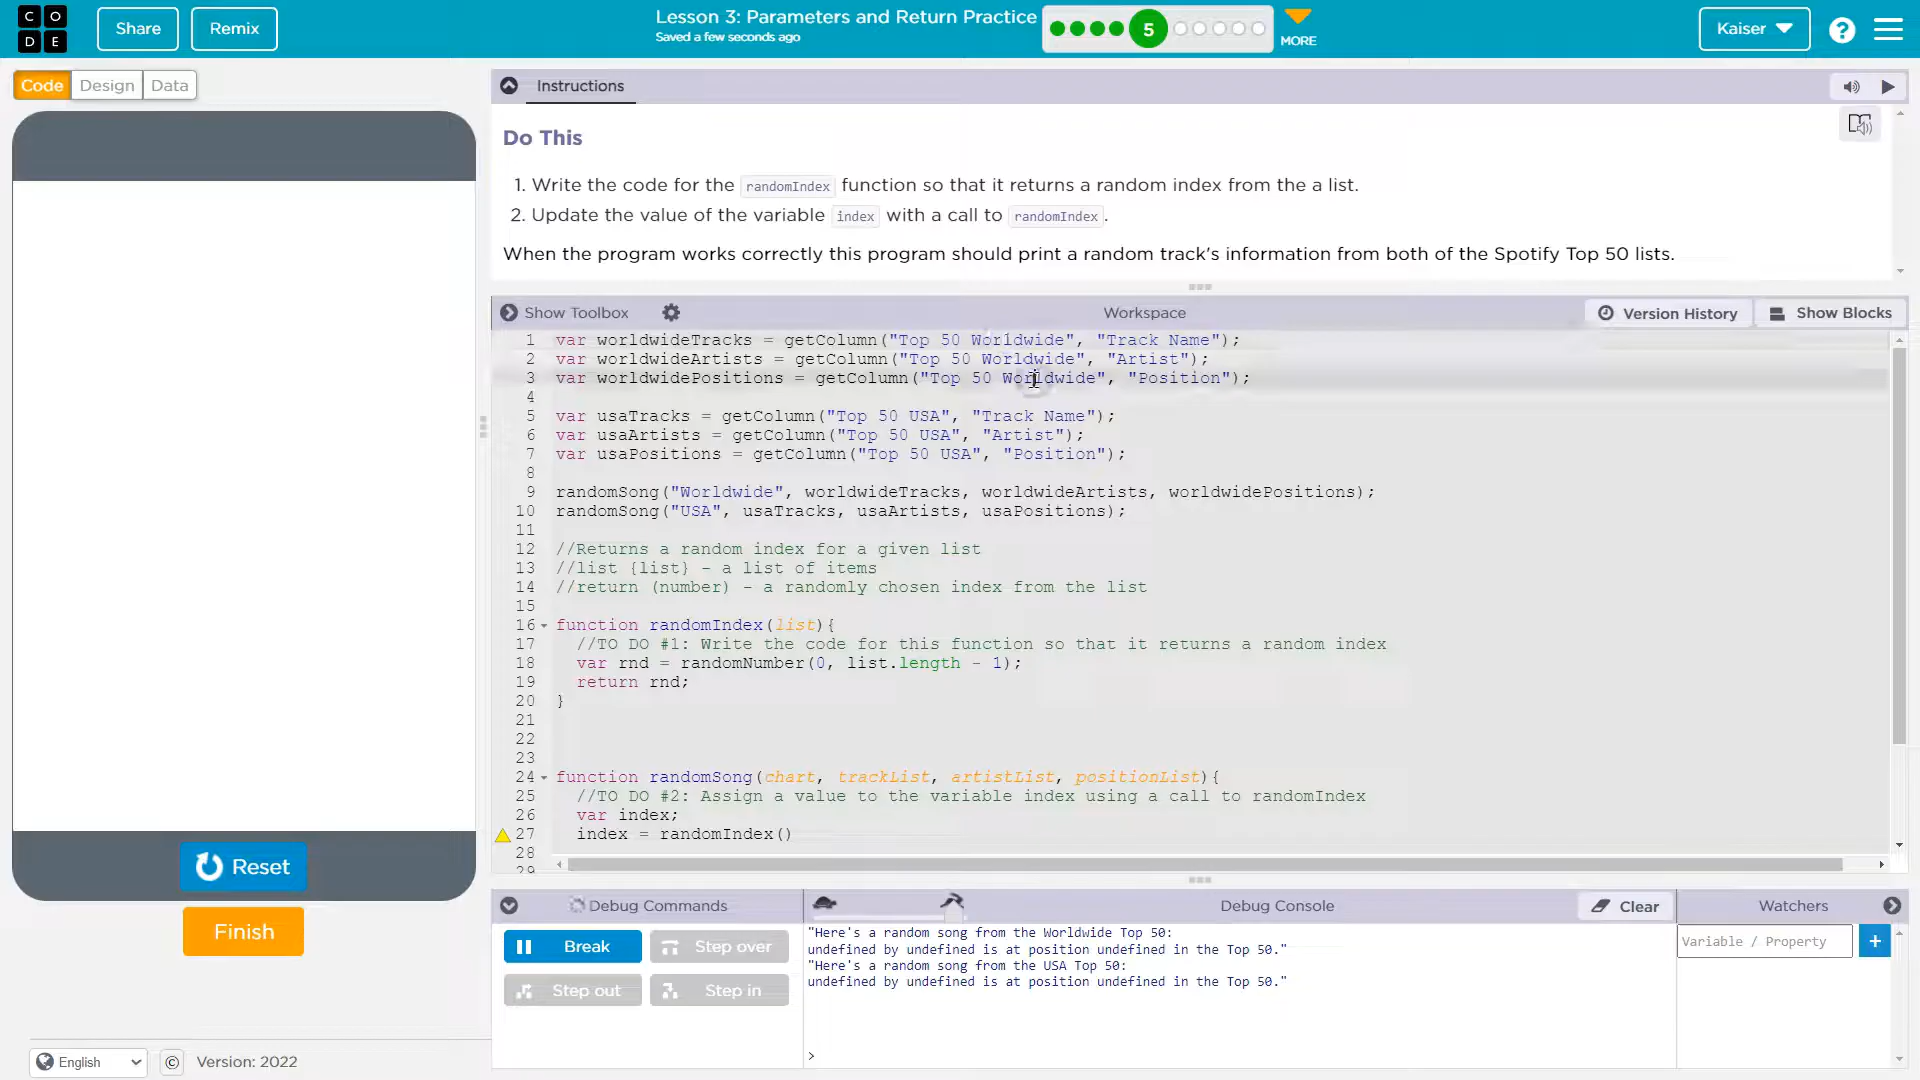 CODE
Share
Remix
Lesson 3: Parameters and Return Practice
Saved a few seconds ago
5
MORE
Kaiser
?
Code
Design
Data
Instructions
Do This
1. Write the code for the randomIndex function so that it returns a random index from the a list.
2. Update the value of the variable index with a call to randomIndex.
When the program works correctly this program should print a random track's information from both of the Spotify Top 50 lists.
Show Toolbox
Workspace
Version History
Show Blocks
1 var worldwideTracks = getColumn("Top 50 Worldwide", "Track Name");
2 var worldwideArtists = getColumn("Top 50 Worldwide", "Artist");
3 var worldwidePositions = getColumn("Top 50 Worldwide", "Position");
4
5 var usaTracks = getColumn("Top 50 USA", "Track Name");
6 var usaArtists = getColumn("Top 50 USA", "Artist");
7 var usaPositions = getColumn("Top 50 USA", "Position");
8
9 randomSong("Worldwide", worldwideTracks, worldwideArtists, worldwidePositions);
10 randomSong("USA", usaTracks, usaArtists, usaPositions);
11
12 //Returns a random index for a given list
13 //list {list} - a list of items
14 //return (number) - a randomly chosen index from the list
15
16 function randomIndex(list){
17 //TO DO #1: Write the code for this function so that it returns a random index
18 var rnd = randomNumber(0, list.length - 1);
19 return rnd;
20 }
21
22
23
24 function randomSong(chart, trackList, artistList, positionList){
25 //TO DO #2: Assign a value to the variable index using a call to randomIndex
26 var index;
27 index = randomIndex()
28
29
Reset
Finish
Debug Commands
Debug Console
Clear
Watchers
Break
Step over
Step out
Step in
"Here's a random song from the Worldwide Top 50:
undefined by undefined is at position undefined in the Top 50."
"Here's a random song from the USA Top 50:
undefined by undefined is at position undefined in the Top 50."
>
Variable / Property
+
English
©
Version: 2022